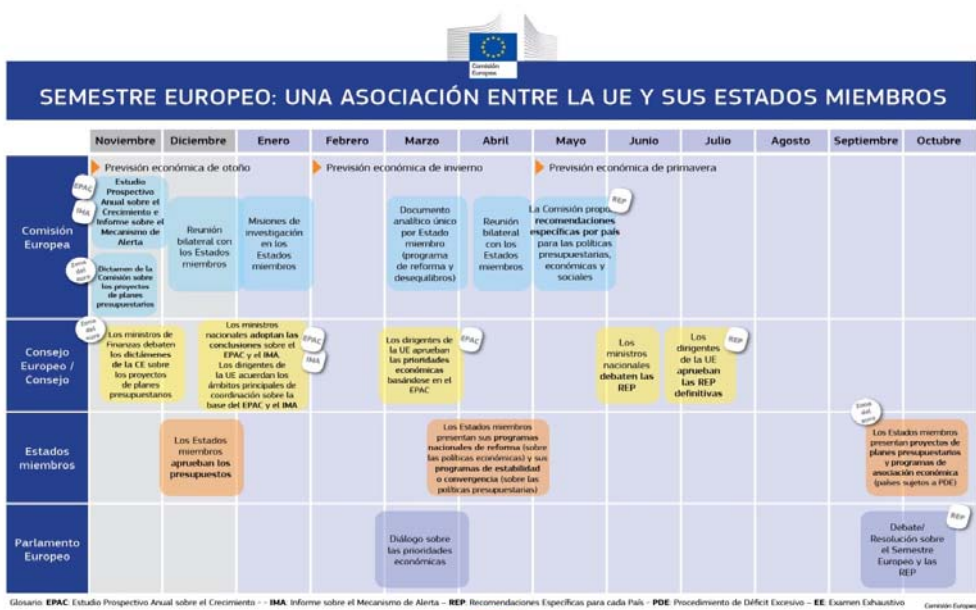 Comisión
Europea
SEMESTRE EUROPEO: UNA ASOCIACIÓN ENTRE LA UE Y SUS ESTADOS MIEMBROS
Noviembre Diciembre Enero Febrero Marzo Abril Mayo Junio Julio Agosto Septiembre Octubre
Previsión económica de otoño
Previsión económica de invierno
Previsión económica de primavera
Comisión
Europea
EPAC
IMA
Estudio
Prospectivo
Anual sobre el
Crecimiento e
Informe sobre el
Mecanismo de
Alerta
Zona
del
euro
Dictamen de la
Comisión sobre
los proyectos
de planes
presupuestarios
Reunión
bilateral con
los Estados
miembros
Misiones de
investigación
en los
Estados
miembros
Documento
analítico único
por Estado
miembro
(programa
de reforma y
desequilibros)
Reunión
bilateral
con los
Estados
miembros
REP
La Comisión propo
recomendaciones
específicas por país
para las políticas
presupuestarias,
económicas y
sociales
Consejo
Europeo /
Consejo
Zona
del
euro
Los ministros de
Finanzas debaten
los dictámenes
de la CE sobre
los proyectos
de planes
presupuestarios
Los ministros
nacionales adoptan las
conclusiones sobre el
EPAC y el IMA.
Los dirigentes de
la UE acuerdan los
ámbitos principales de
coordinación sobre la
base del EPAC y el IMA
EPAC
IMA
Los dirigentes de
la UE aprueban
las prioridades
económicas
basándose en el
EPAC
EPAC
Los
ministros
nacionales
debaten las
REP
Los
dirigentes
de la UE
aprueban
las REP
definitivas
REP
Estados
miembros
Los Estados
miembros
aprueban los
presupuestos
Los Estados miembros
presentan sus programas
nacionales de reforma (sobre
las políticas económicas) y sus
programas de estabilidad
o convergencia (sobre las
políticas presupuestarias)
Zona
del
euro
Los Estados miembros
presentan proyectos de
planes presupuestarios
y programas de
asociación económica
(países sujetos a PDE)
Parlamento
Europeo
Diálogo sobre
las prioridades
económicas
REP
Debate/
Resolución sobre
el Semestre
Europeo y las
REP
Glosario: EPAC: Estudio Prospectivo Anual sobre el Crecimiento - - IMA: Informe sobre el Mecanismo de Alerta – REP: Recomendaciones Específicas para cada País - PDE: Procedimiento de Déficit Excesivo – EE: Examen Exhaustivo
Comisión Europea